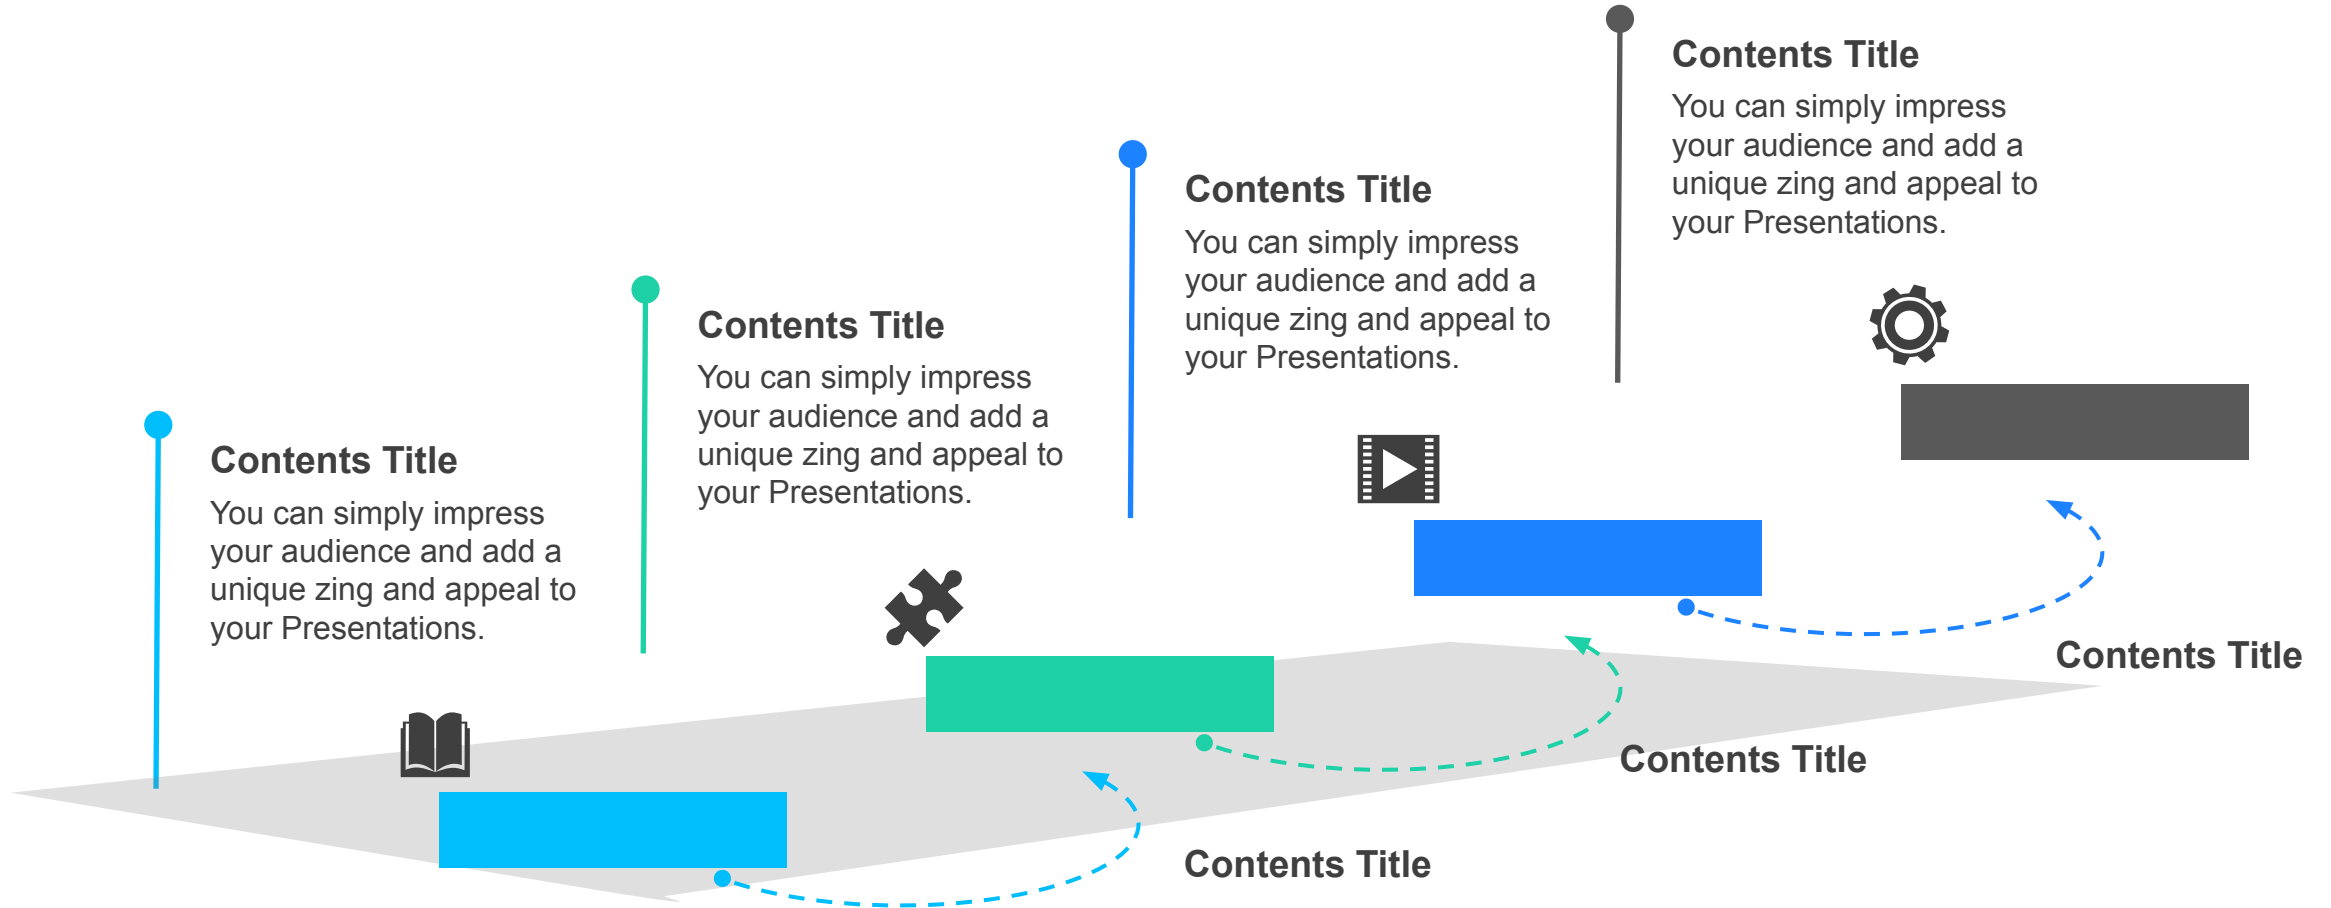 Contents Title
You can simply impress
your audience and add a
unique zing and appeal to
your Presentations.
Contents Title
You can simply impress
your audience and add a
unique zing and appeal to
your Presentations.
Contents Title
You can simply impress
your audience and add a
unique zing and appeal to
your Presentations.
Contents Title
You can simply impress
your audience and add a
unique zing and appeal to
your Presentations.
Contents Title
Contents Title
Contents Title